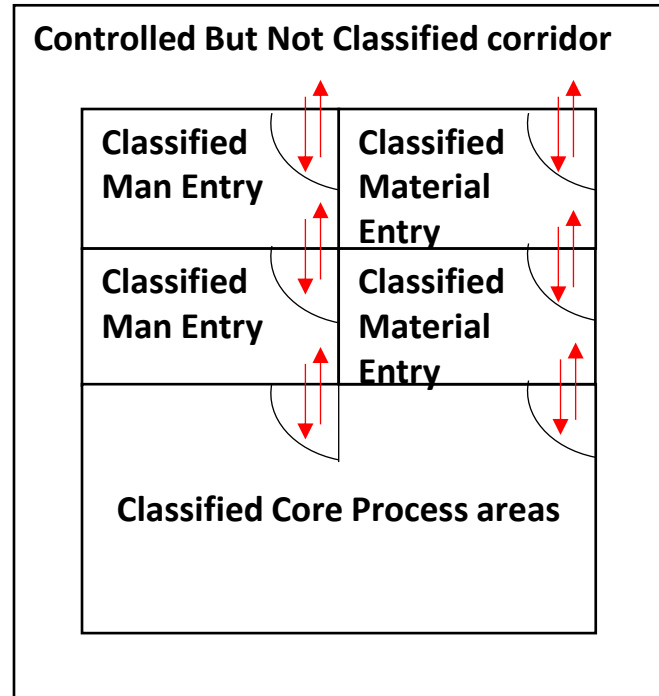 Controlled But Not Classified corridor
Classified
Man Entry
Classified
Material
Entry
Classified
Man Entry
Classified
Material
Entry
Classified Core Process areas